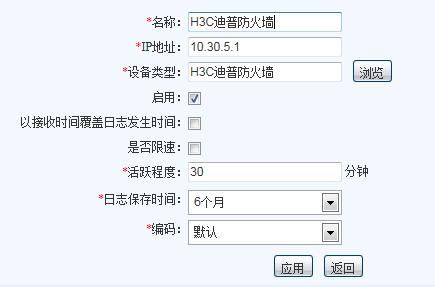 *名称： H3C迪普防火墙
*IP地址： 10.30.5.1
*设备类型： H3C迪普防火墙 浏览
启用：
以接收时间覆盖日志发生时间：
是否限速：
*活跃程度： 30 分钟
*日志保存时间： 6个月
*编码： 默认
应用 返回